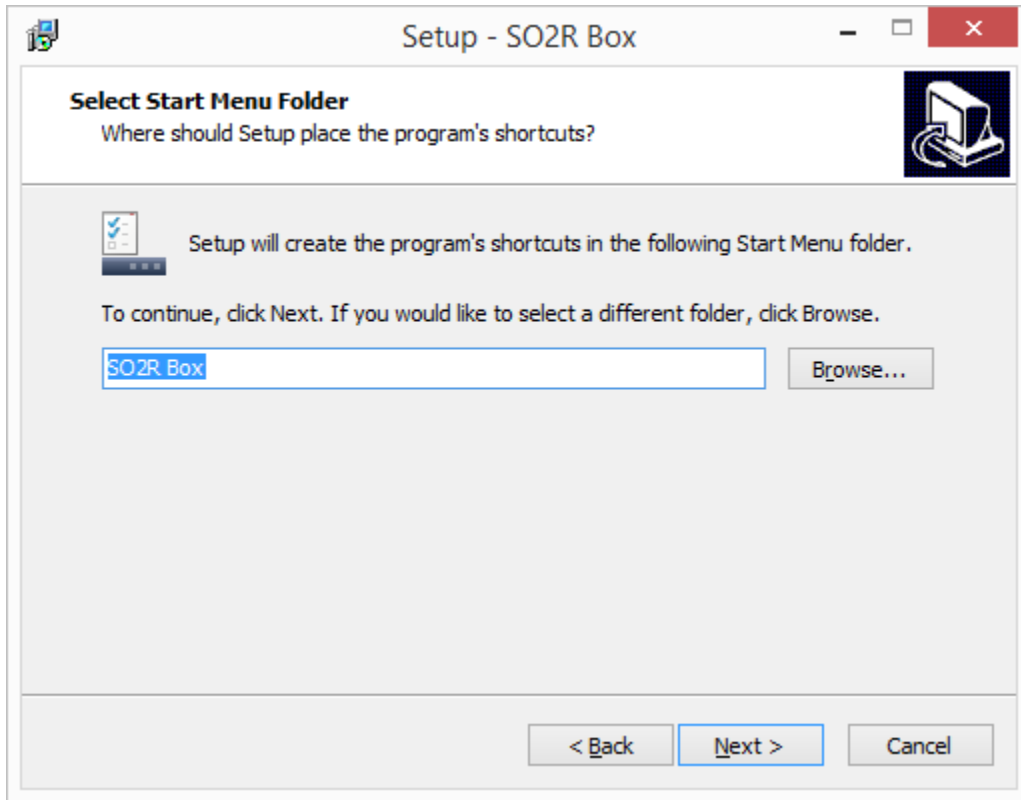 Setup - SO2R Box
Select Start Menu Folder
Where should Setup place the program's shortcuts?
Setup will create the program's shortcuts in the following Start Menu folder.
To continue, click Next. If you would like to select a different folder, click Browse.
SO2R Box
Browse...
< Back
Next >
Cancel